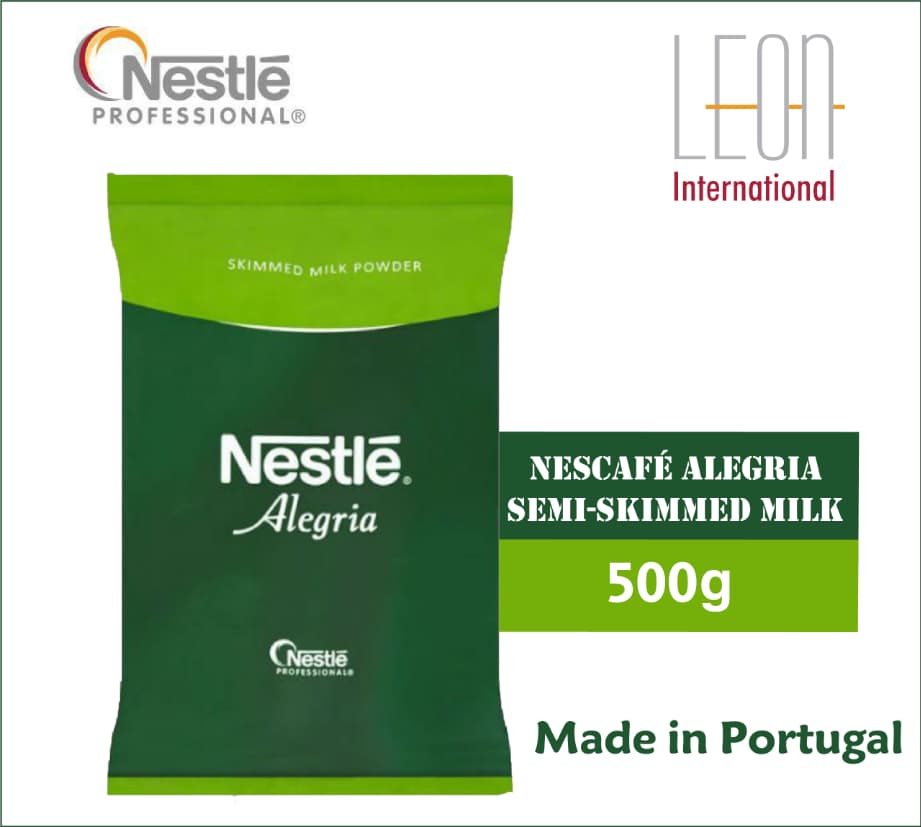 Nestlé
PROFESSIONAL®
LEON
International
SKIMMED MILK POWDER
Nestlé®
Alegria
Nestlé
PROFESSIONAL®
NESCAFÉ ALEGRIA
SEMI-SKIMMED MILK
500g
Made in Portugal